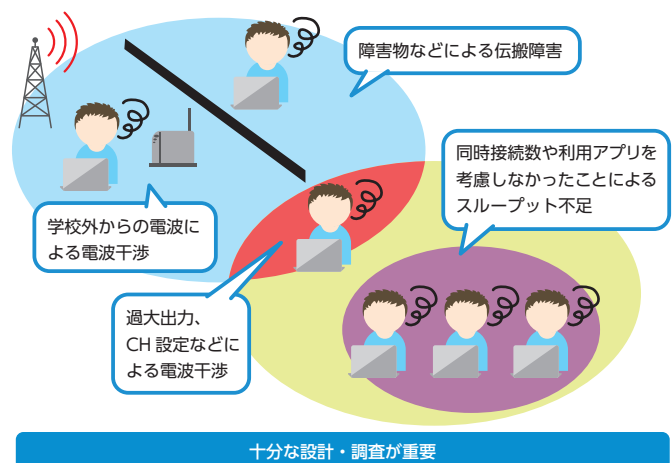 障害物などによる伝搬障害
同時接続数や利用アプリを
考慮しなかったことによる
スループット不足
学校外からの電波に
よる電波干渉
過大出力、
CH 設定などに
よる電波干渉
十分な設計・調査が重要